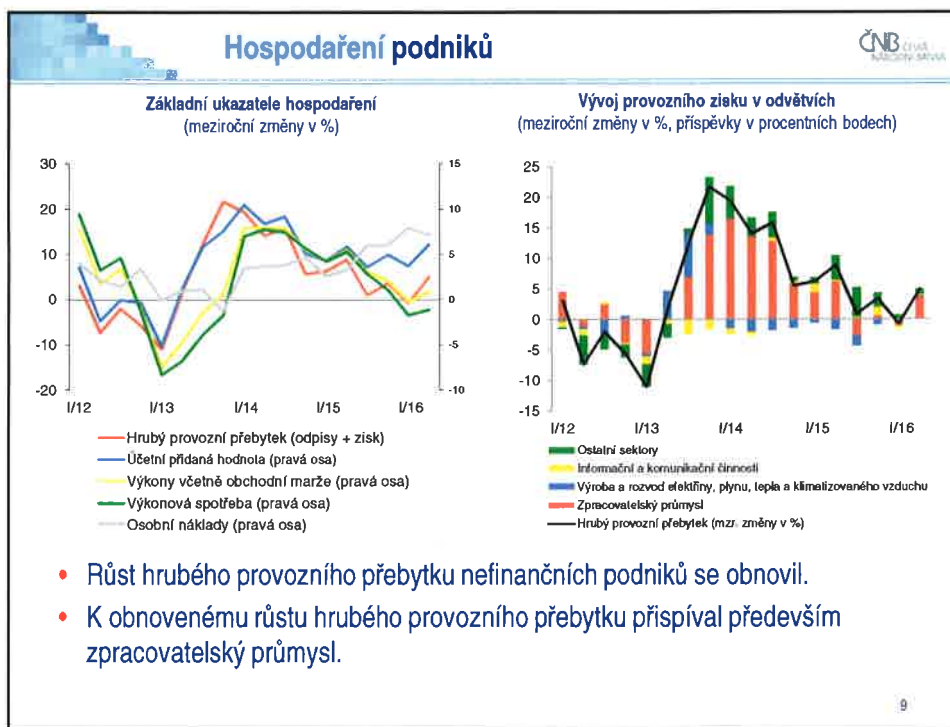 Hospodaření podniků
ČNB ČESKÁ
NÁRODNÍ BANKA
Základní ukazatele hospodaření
(meziroční změny v %)
30
20
10
0
-10
-20
15
10
5
0
-5
-10
I/12
I/13
I/14
I/15
I/16
Hrubý provozní přebytek (odpisy + zisk)
Účetní přidaná hodnota (pravá osa)
Výkony včetně obchodní marže (pravá osa)
Výkonová spotřeba (pravá osa)
Osobní náklady (pravá osa)
Vývoj provozního zisku v odvětvích
(meziroční změny v %, příspěvky v procentních bodech)
25
20
15
10
5
0
-5
-10
-15
I/12
I/13
I/14
I/15
I/16
Ostatní sektory
Informační a komunikační činnosti
Výroba a rozvod elektřiny, plynu, tepla a klimatizovaného vzduchu
Zpracovatelský průmysl
Hrubý provozní přebytek (mzr. změny v %)
• Růst hrubého provozního přebytku nefinančních podniků se obnovil.
• K obnovenému růstu hrubého provozního přebytku přispíval především
zpracovatelský průmysl.
9